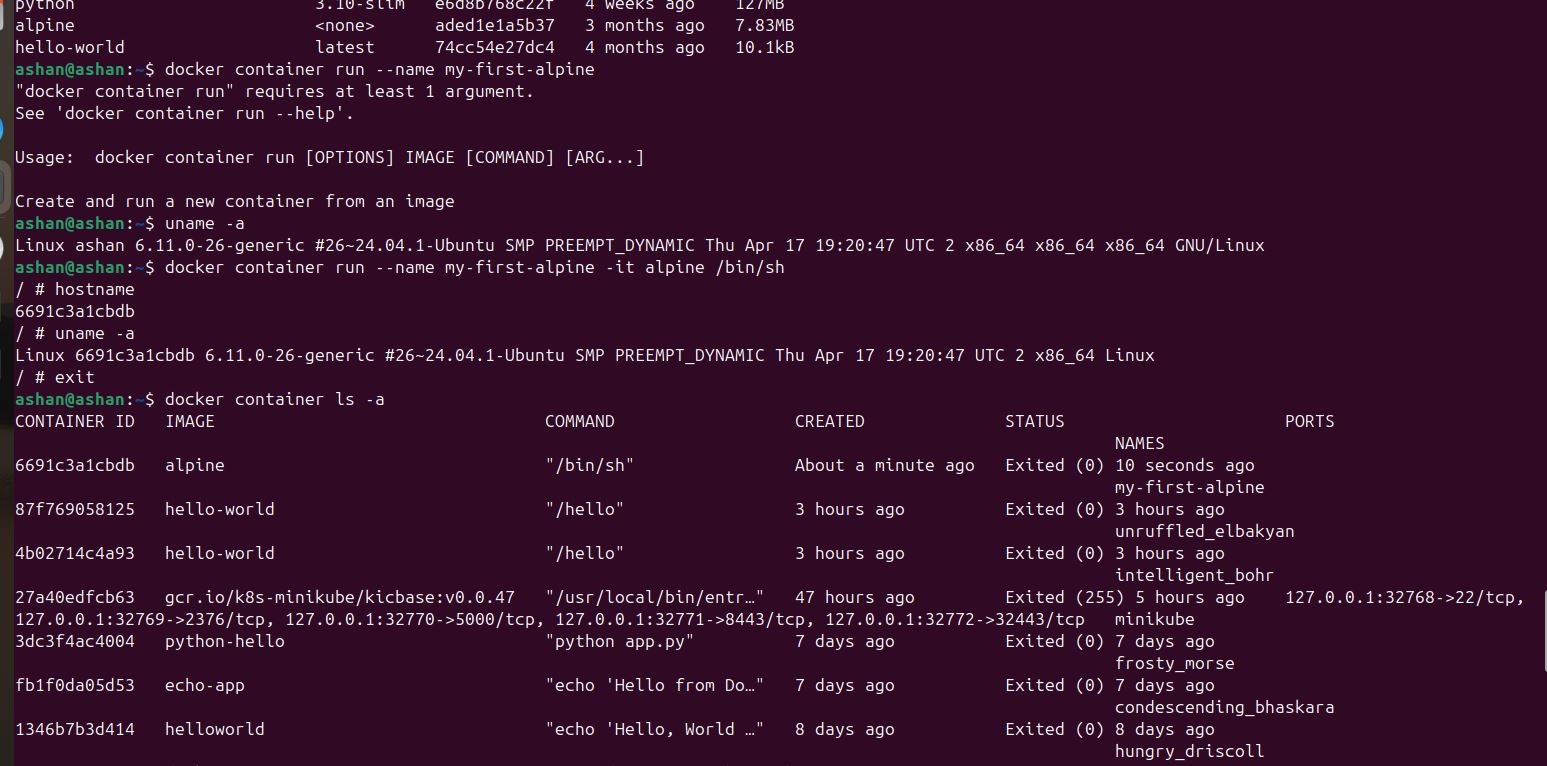 python                        3.10-slim   e6d8b768c22f   4 weeks ago    127MB
alpine                        <none>      aded1e1a5b37   3 months ago   7.83MB
hello-world                   latest      74cc54e27dc4   4 months ago   10.1kB
ashan@ashan:~$ docker container run --name my-first-alpine
"docker container run" requires at least 1 argument.
See 'docker container run --help'.
Usage:  docker container run [OPTIONS] IMAGE [COMMAND] [ARG...]
Create and run a new container from an image
ashan@ashan:~$ uname -a
Linux ashan 6.11.0-26-generic #26~24.04.1-Ubuntu SMP PREEMPT_DYNAMIC Thu Apr 17 19:20:47 UTC 2 x86_64 x86_64 x86_64 GNU/Linux
ashan@ashan:~$ docker container run --name my-first-alpine -it alpine /bin/sh
/ # hostname
6691c3a1cbdb
/ # uname -a
Linux 6691c3a1cbdb 6.11.0-26-generic #26~24.04.1-Ubuntu SMP PREEMPT_DYNAMIC Thu Apr 17 19:20:47 UTC 2 x86_64 Linux
/ # exit
ashan@ashan:~$ docker container ls -a
CONTAINER ID   IMAGE                                 COMMAND                  CREATED              STATUS                      PORTS
NAMES
6691c3a1cbdb   alpine                                "/bin/sh"                About a minute ago   Exited (0) 10 seconds ago
my-first-alpine
87f769058125   hello-world                           "/hello"                 3 hours ago          Exited (0) 3 hours ago
unruffled_elbakyan
4b02714c4a93   hello-world                           "/hello"                 3 hours ago          Exited (0) 3 hours ago
intelligent_bohr
27a40edfcb63   gcr.io/k8s-minikube/kicbase:v0.0.47   "/usr/local/bin/entr…"   47 hours ago         Exited (255) 5 hours ago    127.0.0.1:32768->22/tcp,
127.0.0.1:32769->2376/tcp, 127.0.0.1:32770->5000/tcp, 127.0.0.1:32771->8443/tcp, 127.0.0.1:32772->32443/tcp   minikube
3dc3f4ac4004   python-hello                          "python app.py"          7 days ago           Exited (0) 7 days ago
frosty_morse
fb1f0da05d53   echo-app                              "echo 'Hello from Do…"   7 days ago           Exited (0) 7 days ago
condescending_bhaskara
1346b7b3d414   helloworld                            "echo 'Hello, World …"   8 days ago           Exited (0) 8 days ago
hungry_driscoll